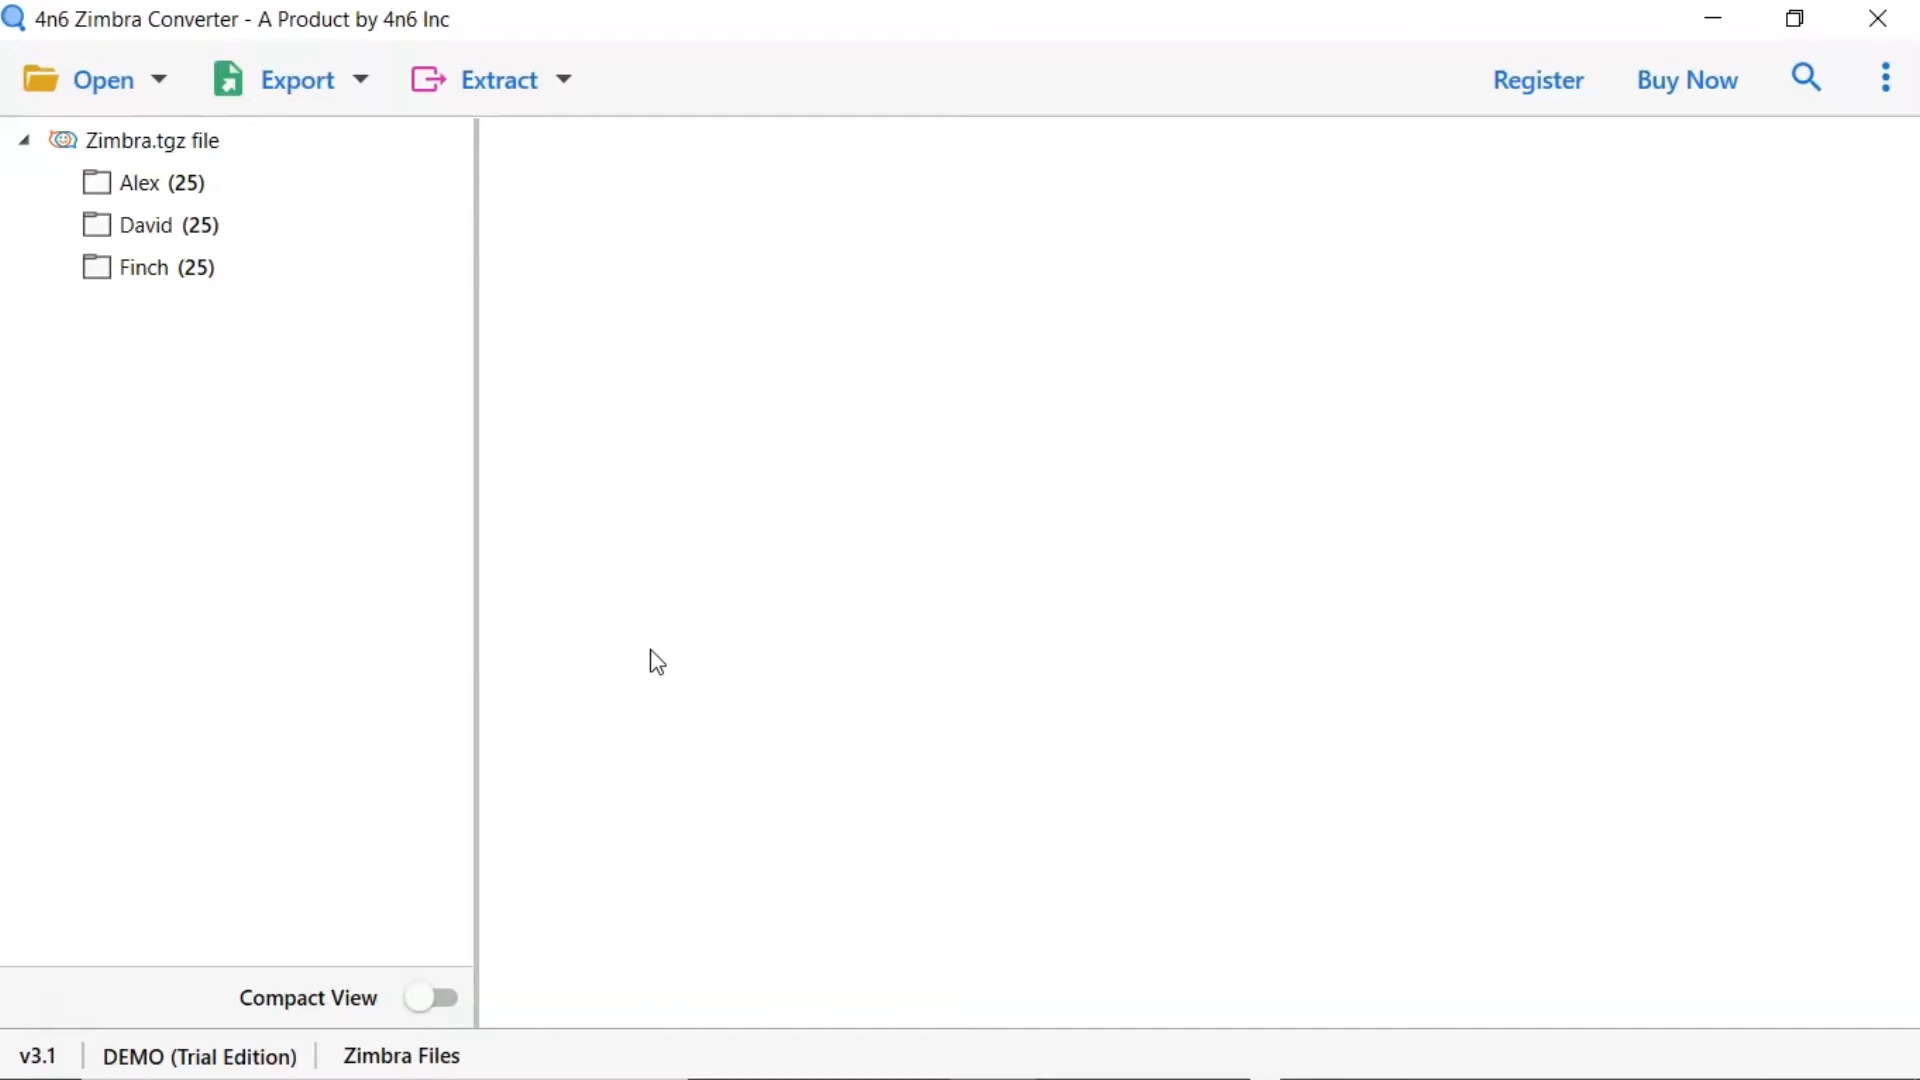 4n6 Zimbra Converter - A Product by 4n6 Inc
Open Export Extract Register Buy Now
Zimbra.tgz file
Alex (25)
David (25)
Finch (25)
Compact View
v3.1 DEMO (Trial Edition) Zimbra Files